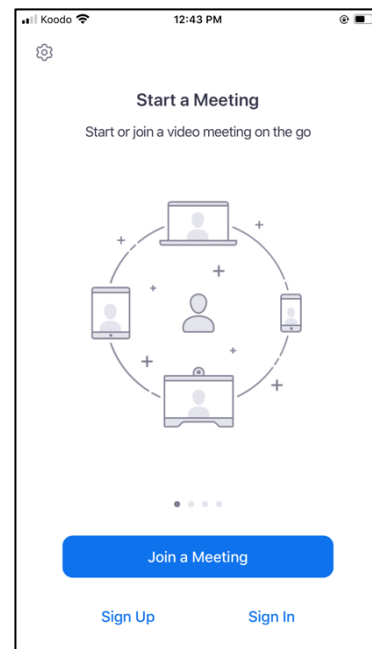 Koodo 12:43 PM
Start a Meeting
Start or join a video meeting on the go
Join a Meeting
Sign Up Sign In